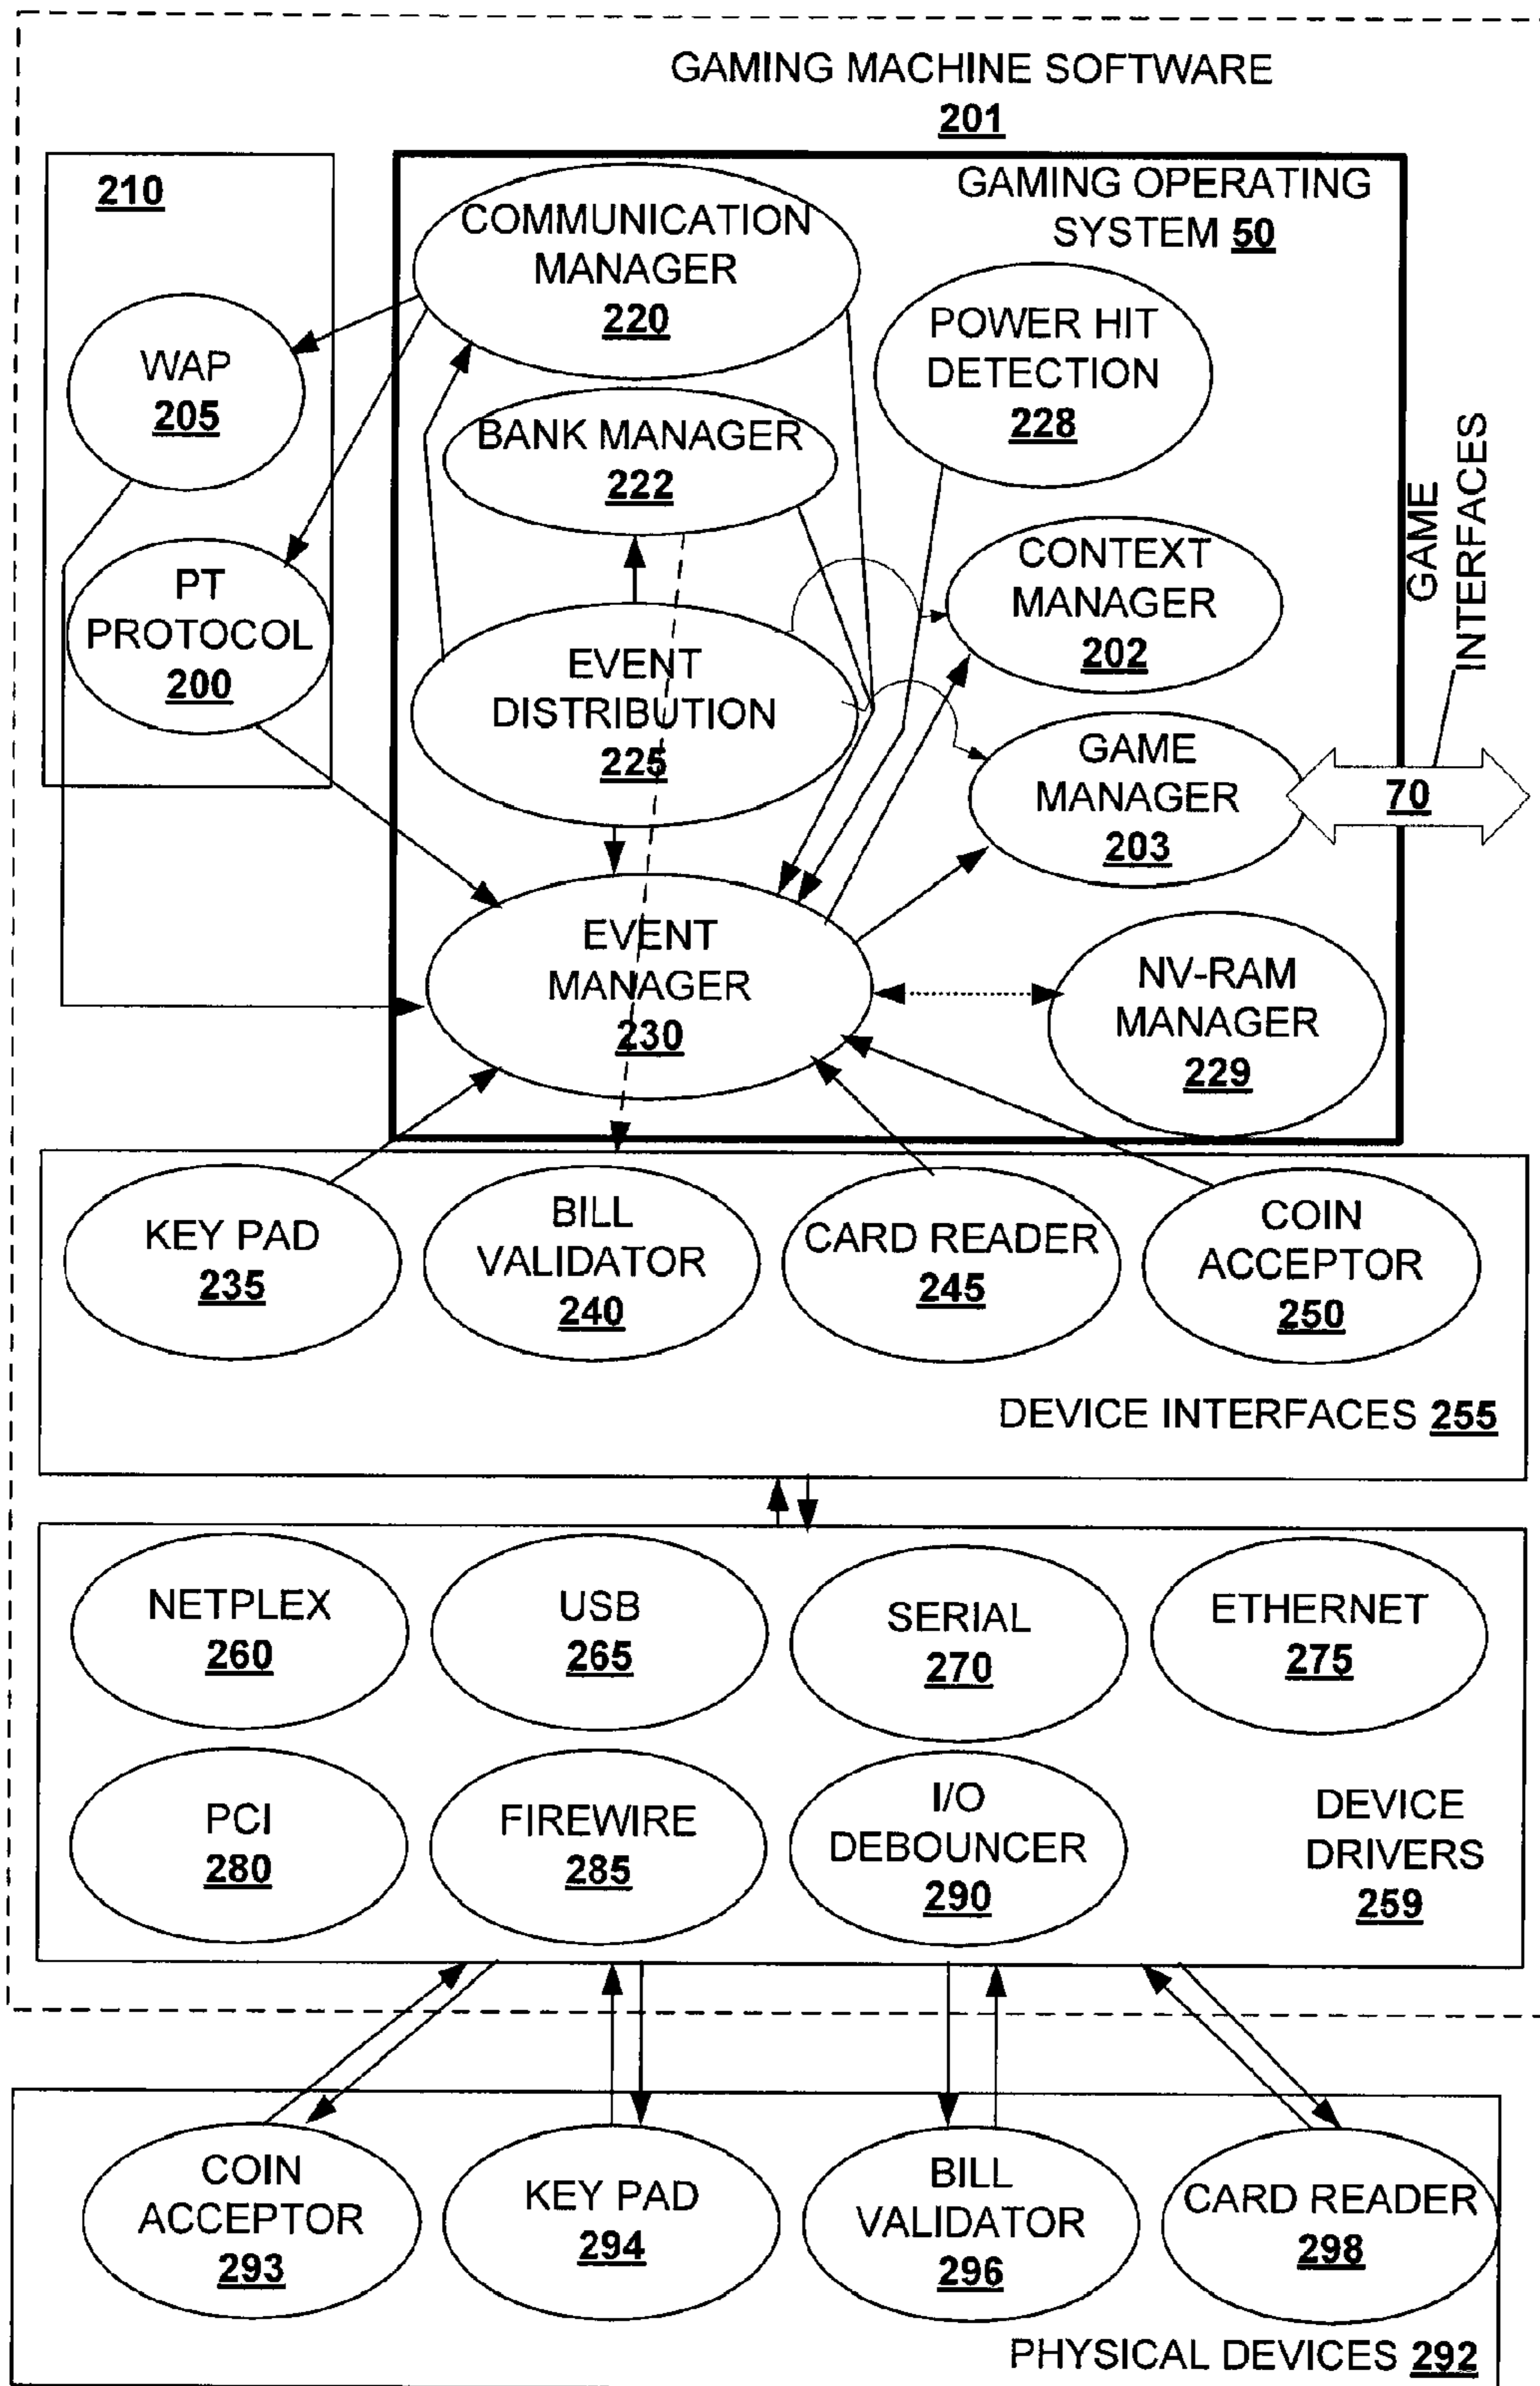 GAMING MACHINE SOFTWARE
201
210
GAMING OPERATING
SYSTEM 50
COMMUNICATION
MANAGER
220
POWER HIT
DETECTION
228
WAP
205
BANK MANAGER
222
GAME
INTERFACES
CONTEXT
MANAGER
202
PT
PROTOCOL
200
EVENT
DISTRIBUTION
225
GAME
MANAGER
203
70
EVENT
MANAGER
230
NV-RAM
MANAGER
229
KEY PAD
235
BILL
VALIDATOR
240
CARD READER
245
COIN
ACCEPTOR
250
DEVICE INTERFACES 255
NETPLEX
260
USB
265
SERIAL
270
ETHERNET
275
PCI
280
FIREWIRE
285
I/O
DEBOUNCER
290
DEVICE
DRIVERS
259
COIN
ACCEPTOR
293
KEY PAD
294
BILL
VALIDATOR
296
CARD READER
298
PHYSICAL DEVICES 292